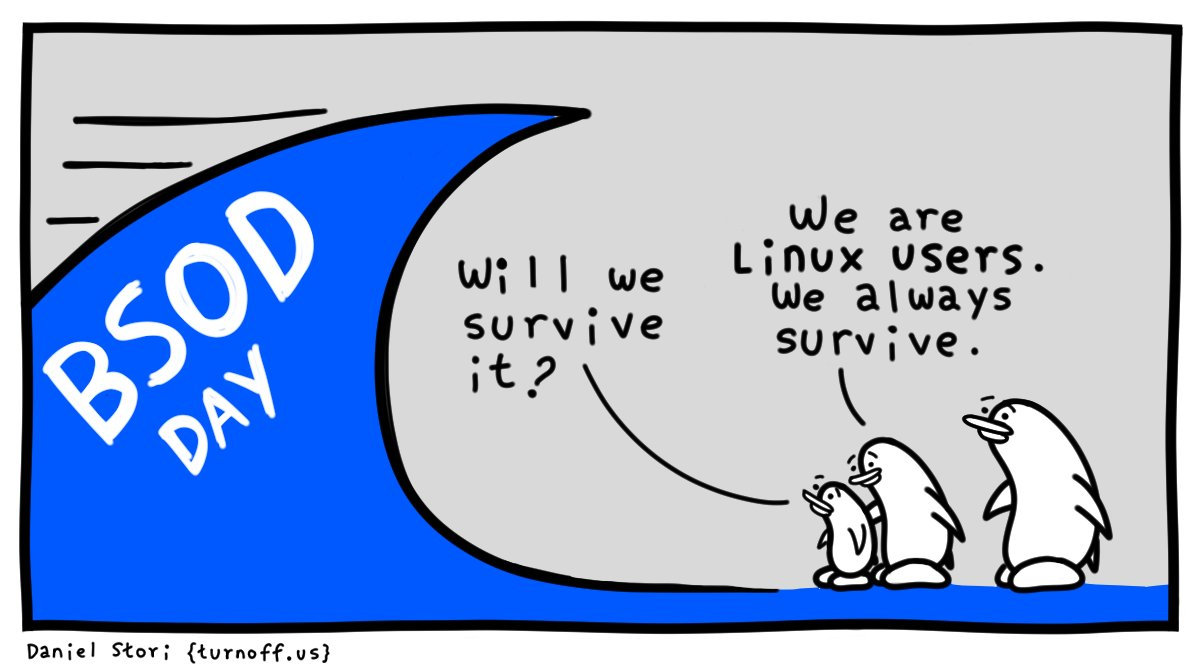 BSOD
DAY
Will we
survive
it?
We are
Linux users.
We always
survive.
Daniel Stori {turnoff.us}